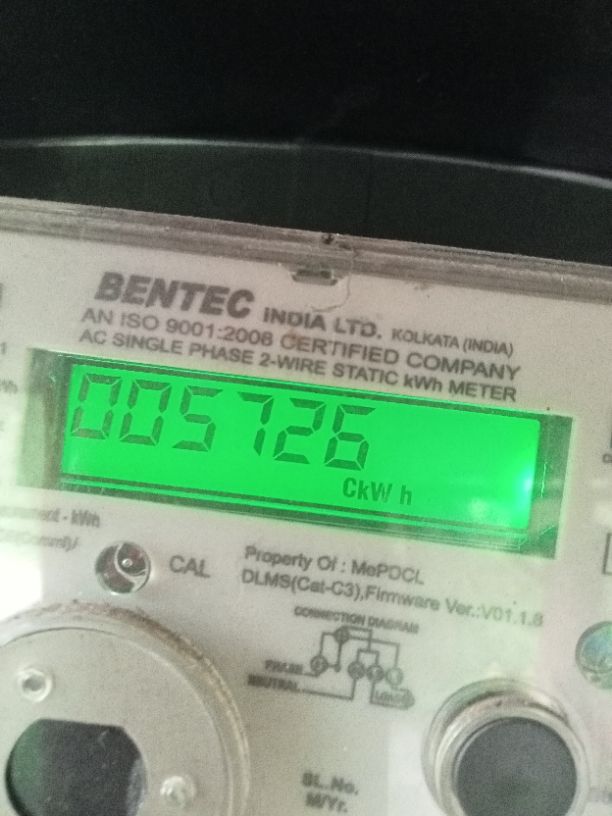 BENTEC INDIA LTD. KOLKATA (INDIA)
AN ISO 9001:2008 CERTIFIED COMPANY
AC SINGLE PHASE 2-WIRE STATIC kWh METER
005726
CkW h
CAL
Property Of : MePDCL
DLMS(Cat-C3),Firmware Ver.:V01.1.8
CONNECTION DIAGRAM
PHASE
NEUTRAL
LOAD
SL.No.
M/Yr.